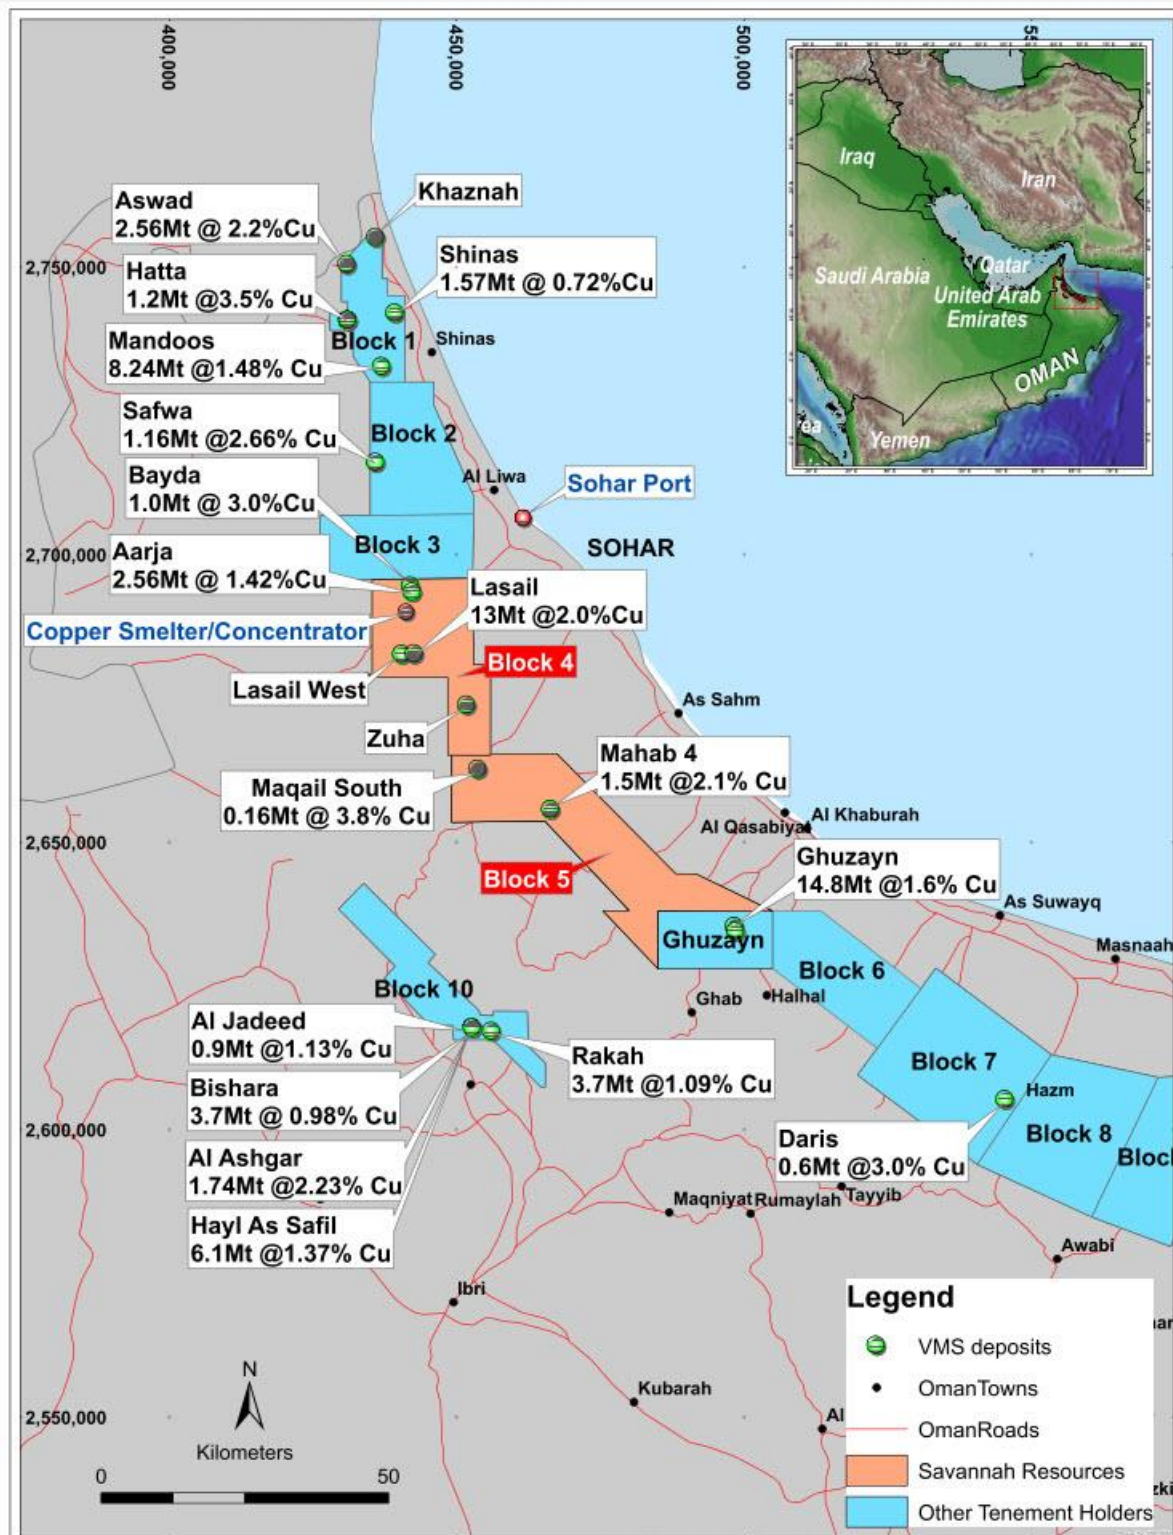 400,000
450,000
500,000
Iraq
Iran
Saudi Arabia
Qatar
United Arab
Emirates
OMAN
Yemen
Aswad
2.56Mt @ 2.2%Cu
Khaznah
2,750,000
Hatta
1.2Mt @3.5% Cu
Shinas
1.57Mt @ 0.72%Cu
Block 1
Shinas
Mandoos
8.24Mt @1.48% Cu
Safwa
1.16Mt @2.66% Cu
Block 2
Bayda
1.0Mt @ 3.0%Cu
Al Liwa
Sohar Port
2,700,000
Block 3
SOHAR
Aarja
2.56Mt @ 1.42%Cu
Lasail
13Mt @2.0%Cu
Copper Smelter/Concentrator
Block 4
Lasail West
As Sahm
Zuha
Mahab 4
1.5Mt @2.1% Cu
Maqail South
0.16Mt @ 3.8% Cu
Al Khaburah
2,650,000
Ghuzayn
14.8Mt @1.6% Cu
Block 5
As Suwayq
Ghuzayn
Masnaah
Block 6
Block 10
Ghab
Halhal
Al Jadeed
0.9Mt @1.13% Cu
Rakah
3.7Mt @1.09% Cu
Block 7
Hazm
Bishara
3.7Mt @ 0.98% Cu
2,600,000
Block 8
Daris
0.6Mt @3.0% Cu
Al Ashgar
1.74Mt @2.23% Cu
Maqniyat
Rumaylah
Tayyib
Hayl As Safil
6.1Mt @1.37% Cu
Awabi
Ibri
Legend
VMS deposits
N
Kubarah
OmanTowns
2,550,000
Al
OmanRoads
Kilometers
0
50
Savannah Resources
Other Tenement Holders